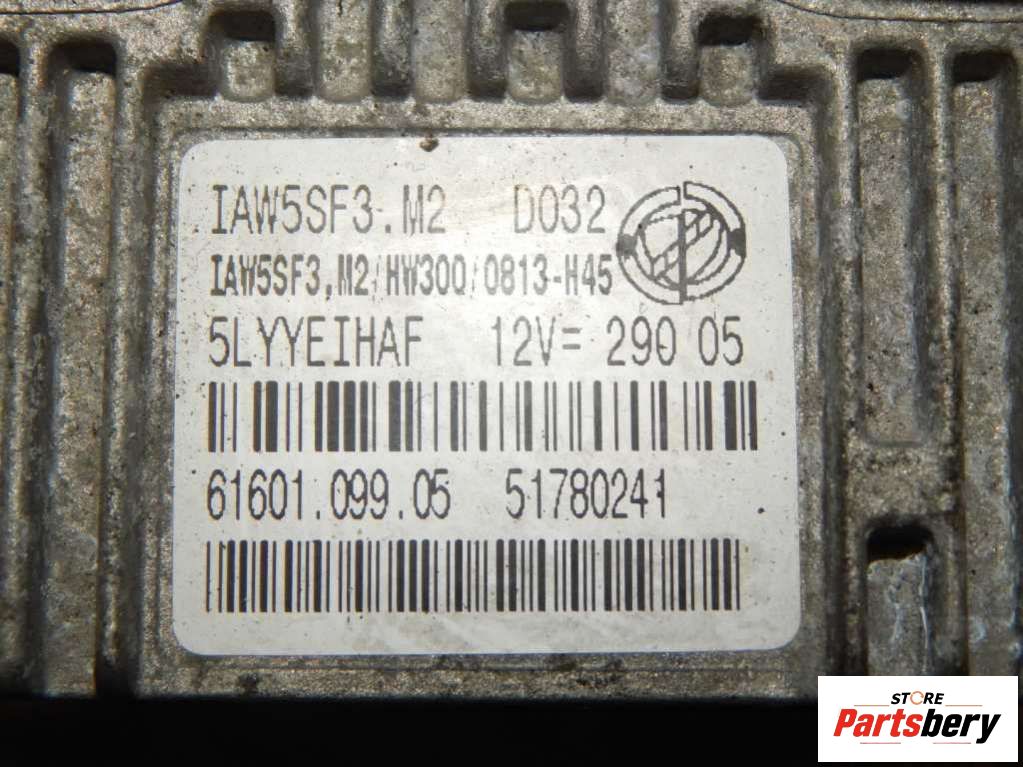 IAW5SF3.M2 D032
IAW5SF3.M2/HW300/0813-H45
5LYYEIHAF 12V= 290 05
61601.099.05 51780241
STORE
Partsbery